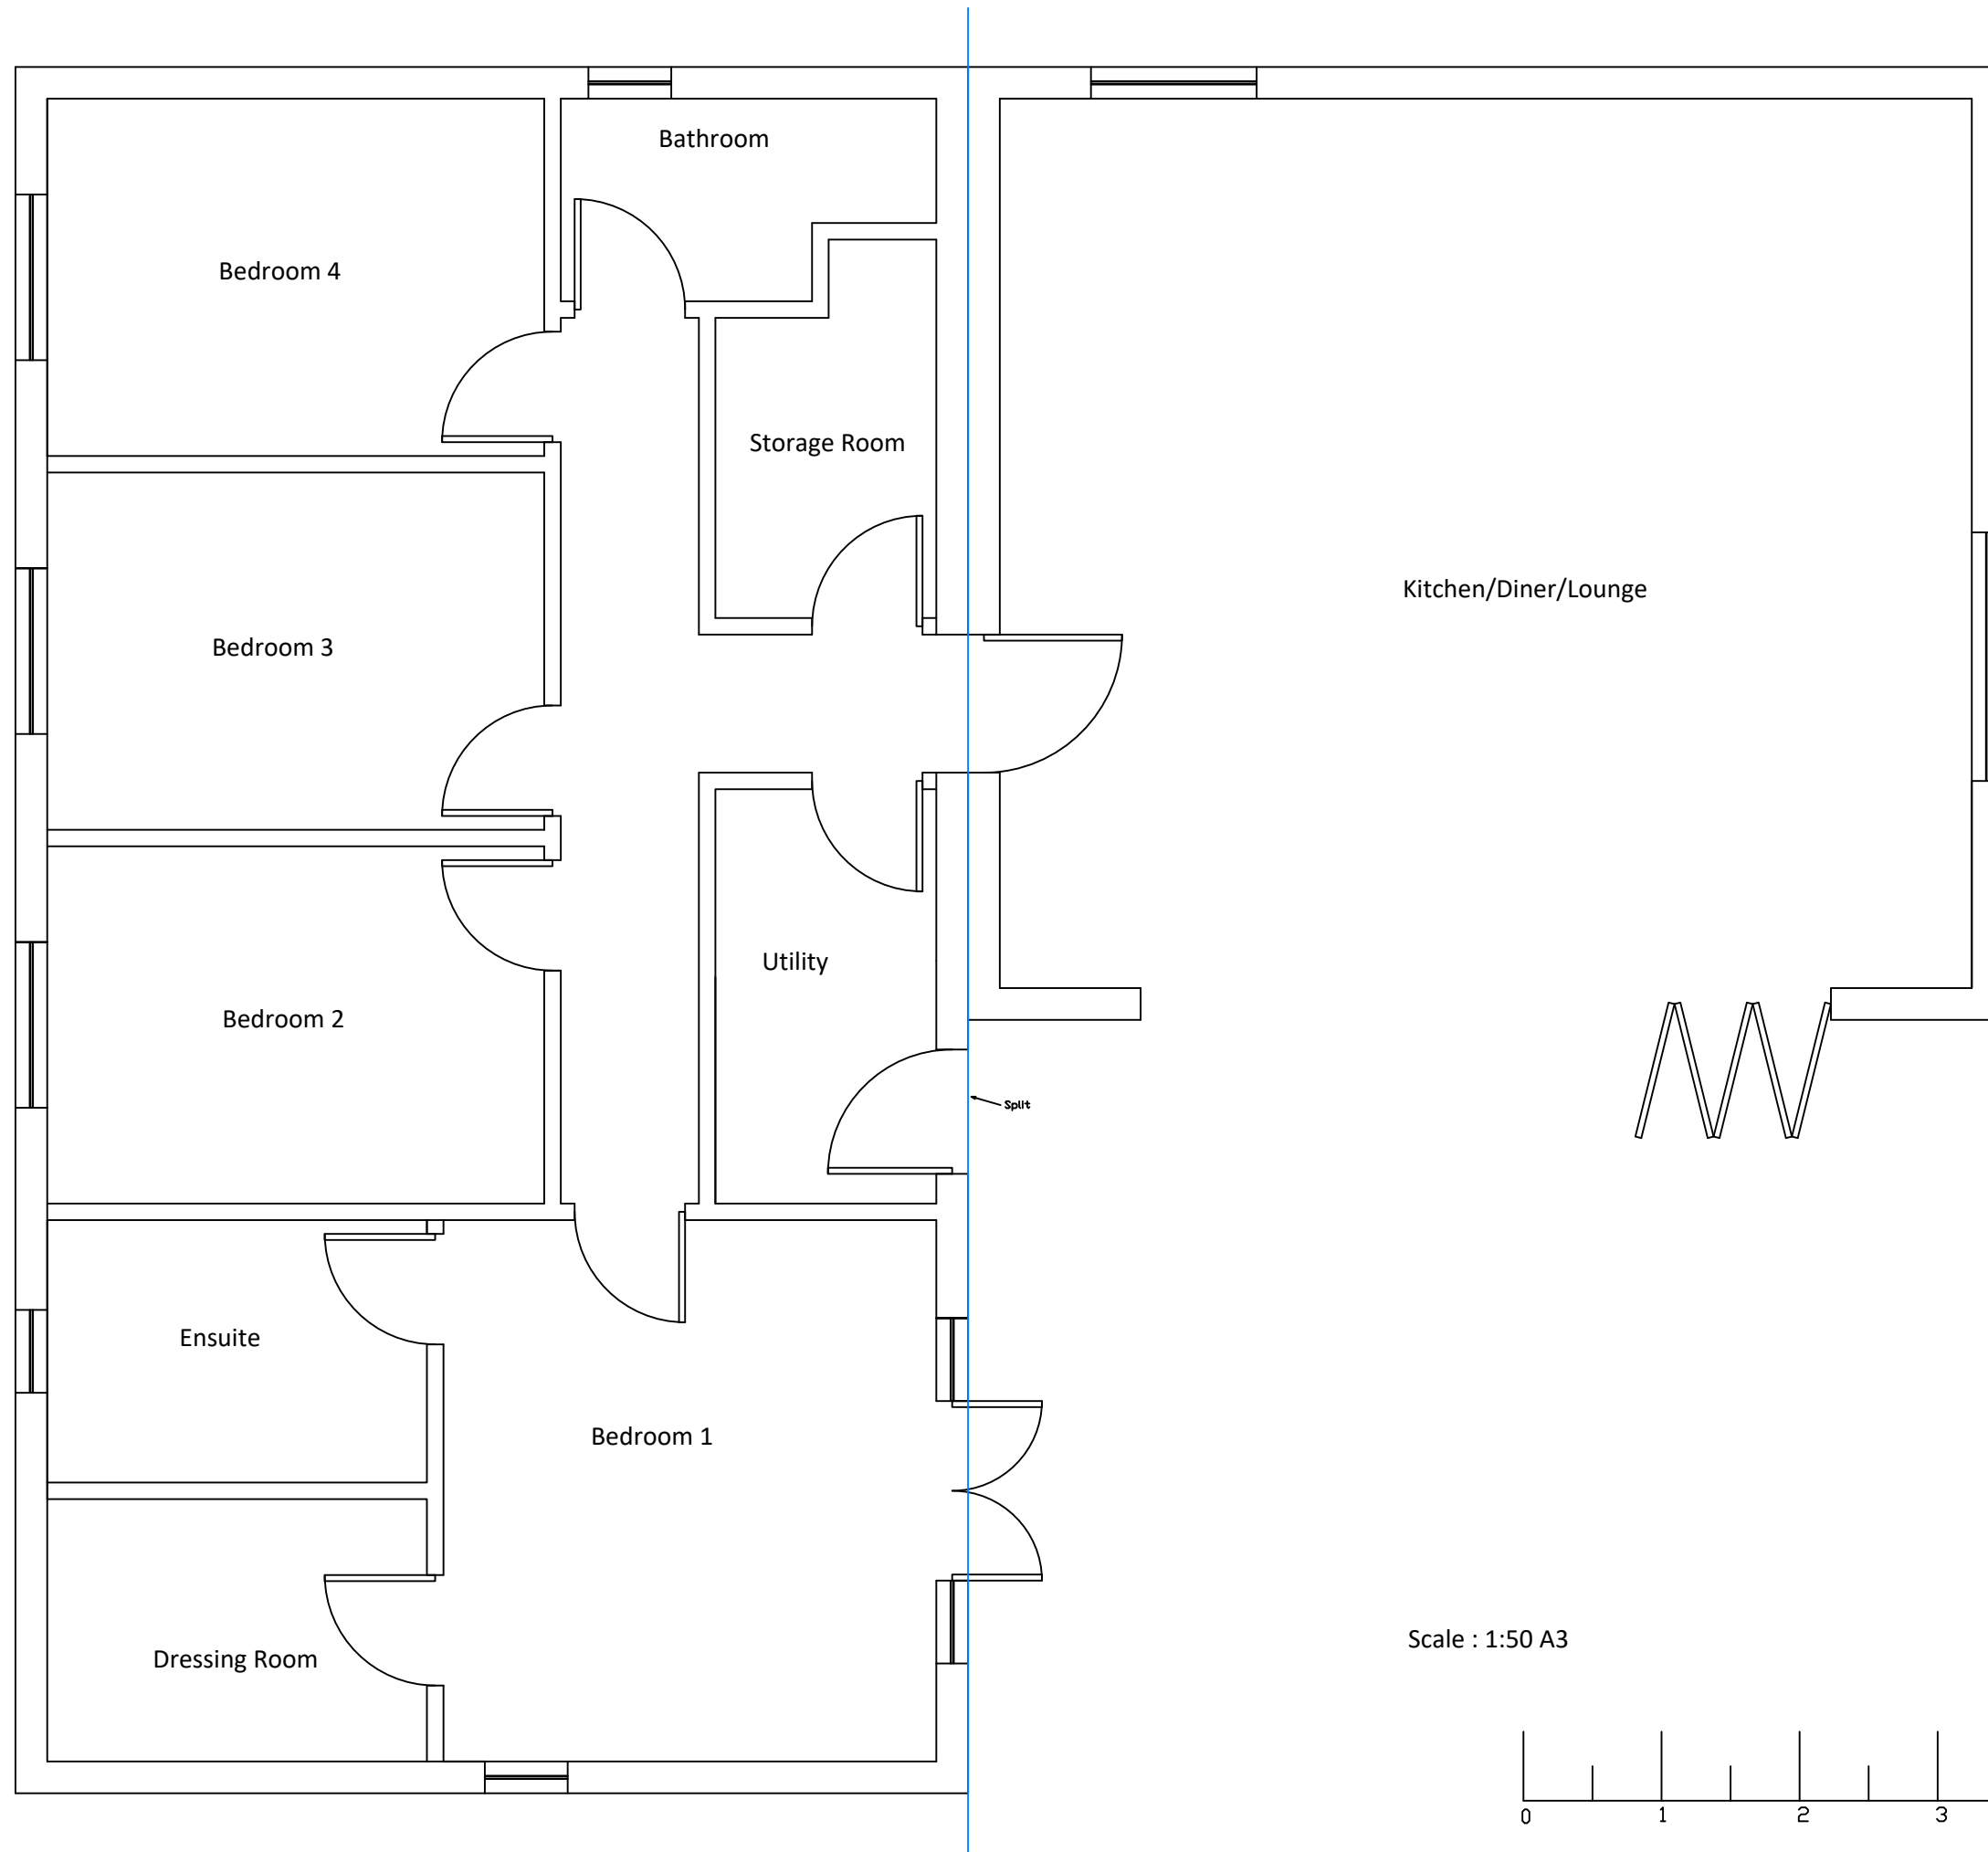 Bathroom
Bedroom 4
Storage Room
Kitchen/Diner/Lounge
Bedroom 3
Utility
Bedroom 2
Split
Ensuite
Bedroom 1
Scale : 1:50 A3
Dressing Room
0 1 2 3